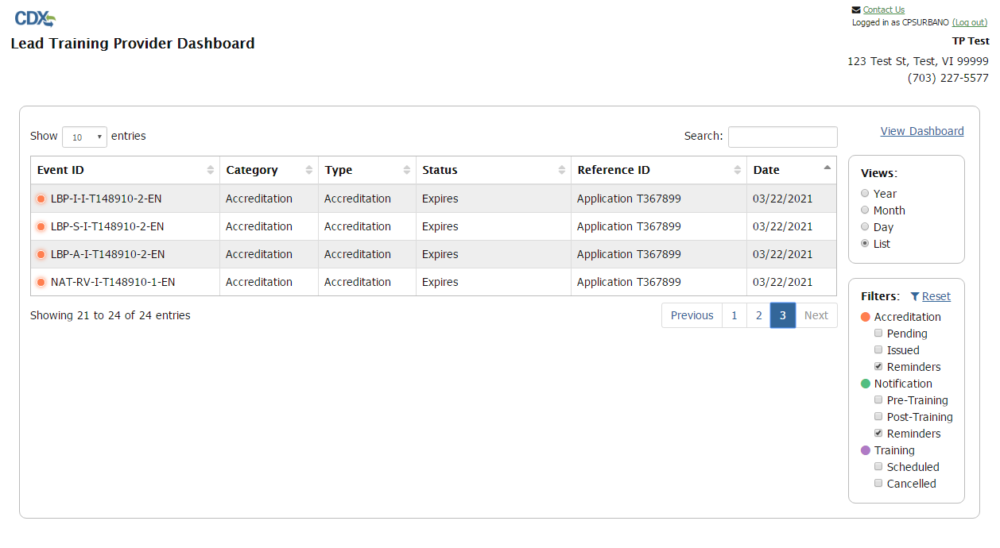 CDX
Contact Us
Logged in as CPSURBANO (Log out)
Lead Training Provider Dashboard
TP Test
123 Test St, Test, VI 99999
(703) 227-5577
Show 10 entries
Search:
View Dashboard
Event ID Category Type Status Reference ID Date
LBP-I-I-T148910-2-EN Accreditation Accreditation Expires Application T367899 03/22/2021
LBP-S-I-T148910-2-EN Accreditation Accreditation Expires Application T367899 03/22/2021
LBP-A-I-T148910-2-EN Accreditation Accreditation Expires Application T367899 03/22/2021
NAT-RV-I-T148910-1-EN Accreditation Accreditation Expires Application T367899 03/22/2021
Showing 21 to 24 of 24 entries
Previous 1 2 3 Next
Views:
Year
Month
Day
List
Filters: Reset
Accreditation
Pending
Issued
Reminders
Notification
Pre-Training
Post-Training
Reminders
Training
Scheduled
Cancelled